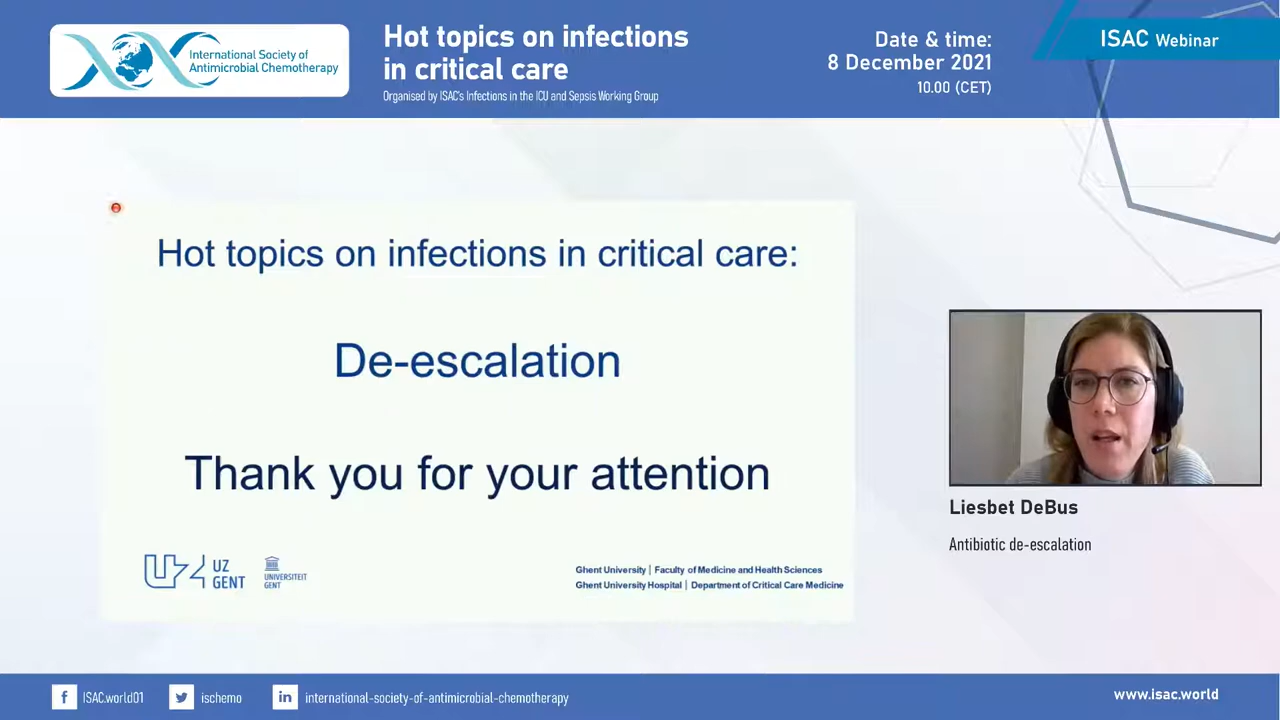 International Society of
Antimicrobial Chemotherapy
Hot topics on infections
in critical care
Organised by ISAC's Infections in the ICU and Sepsis Working Group
Date & time:
8 December 2021
10.00 (CET)
ISAC Webinar
Hot topics on infections in critical care:
De-escalation
Thank you for your attention
UZ
GENT
UNIVERSITEIT
GENT
Ghent University | Faculty of Medicine and Health Sciences
Ghent University Hospital | Department of Critical Care Medicine
Liesbet DeBus
Antibiotic de-escalation
ISAC.world01
ischemo
international-society-of-antimicrobial-chemotherapy
www.isac.world